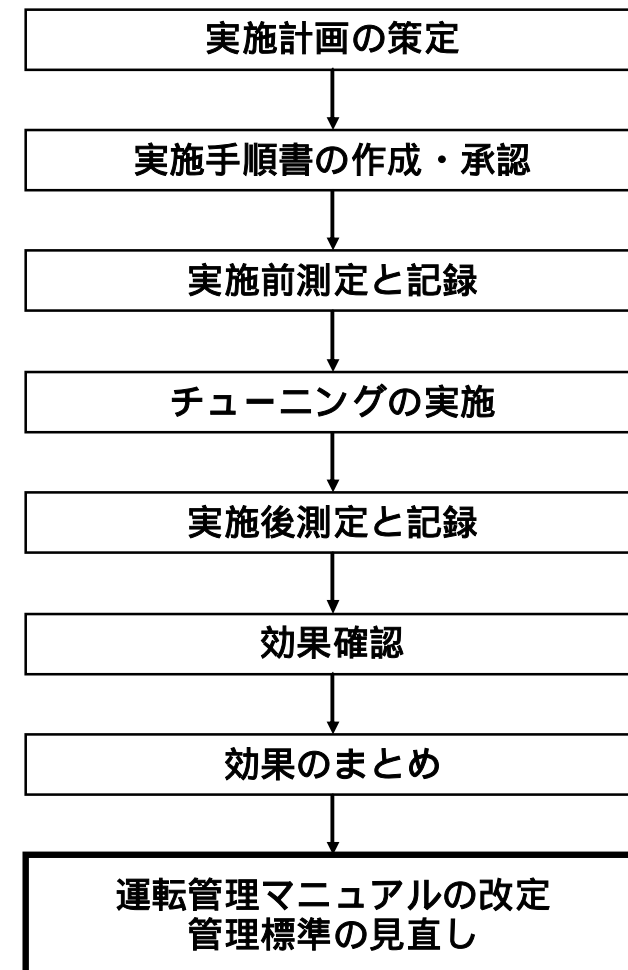 実施計画の策定
実施手順書の作成・承認
実施前測定と記録
チューニングの実施
実施後測定と記録
効果確認
効果のまとめ
運転管理マニュアルの改定
管理標準の見直し